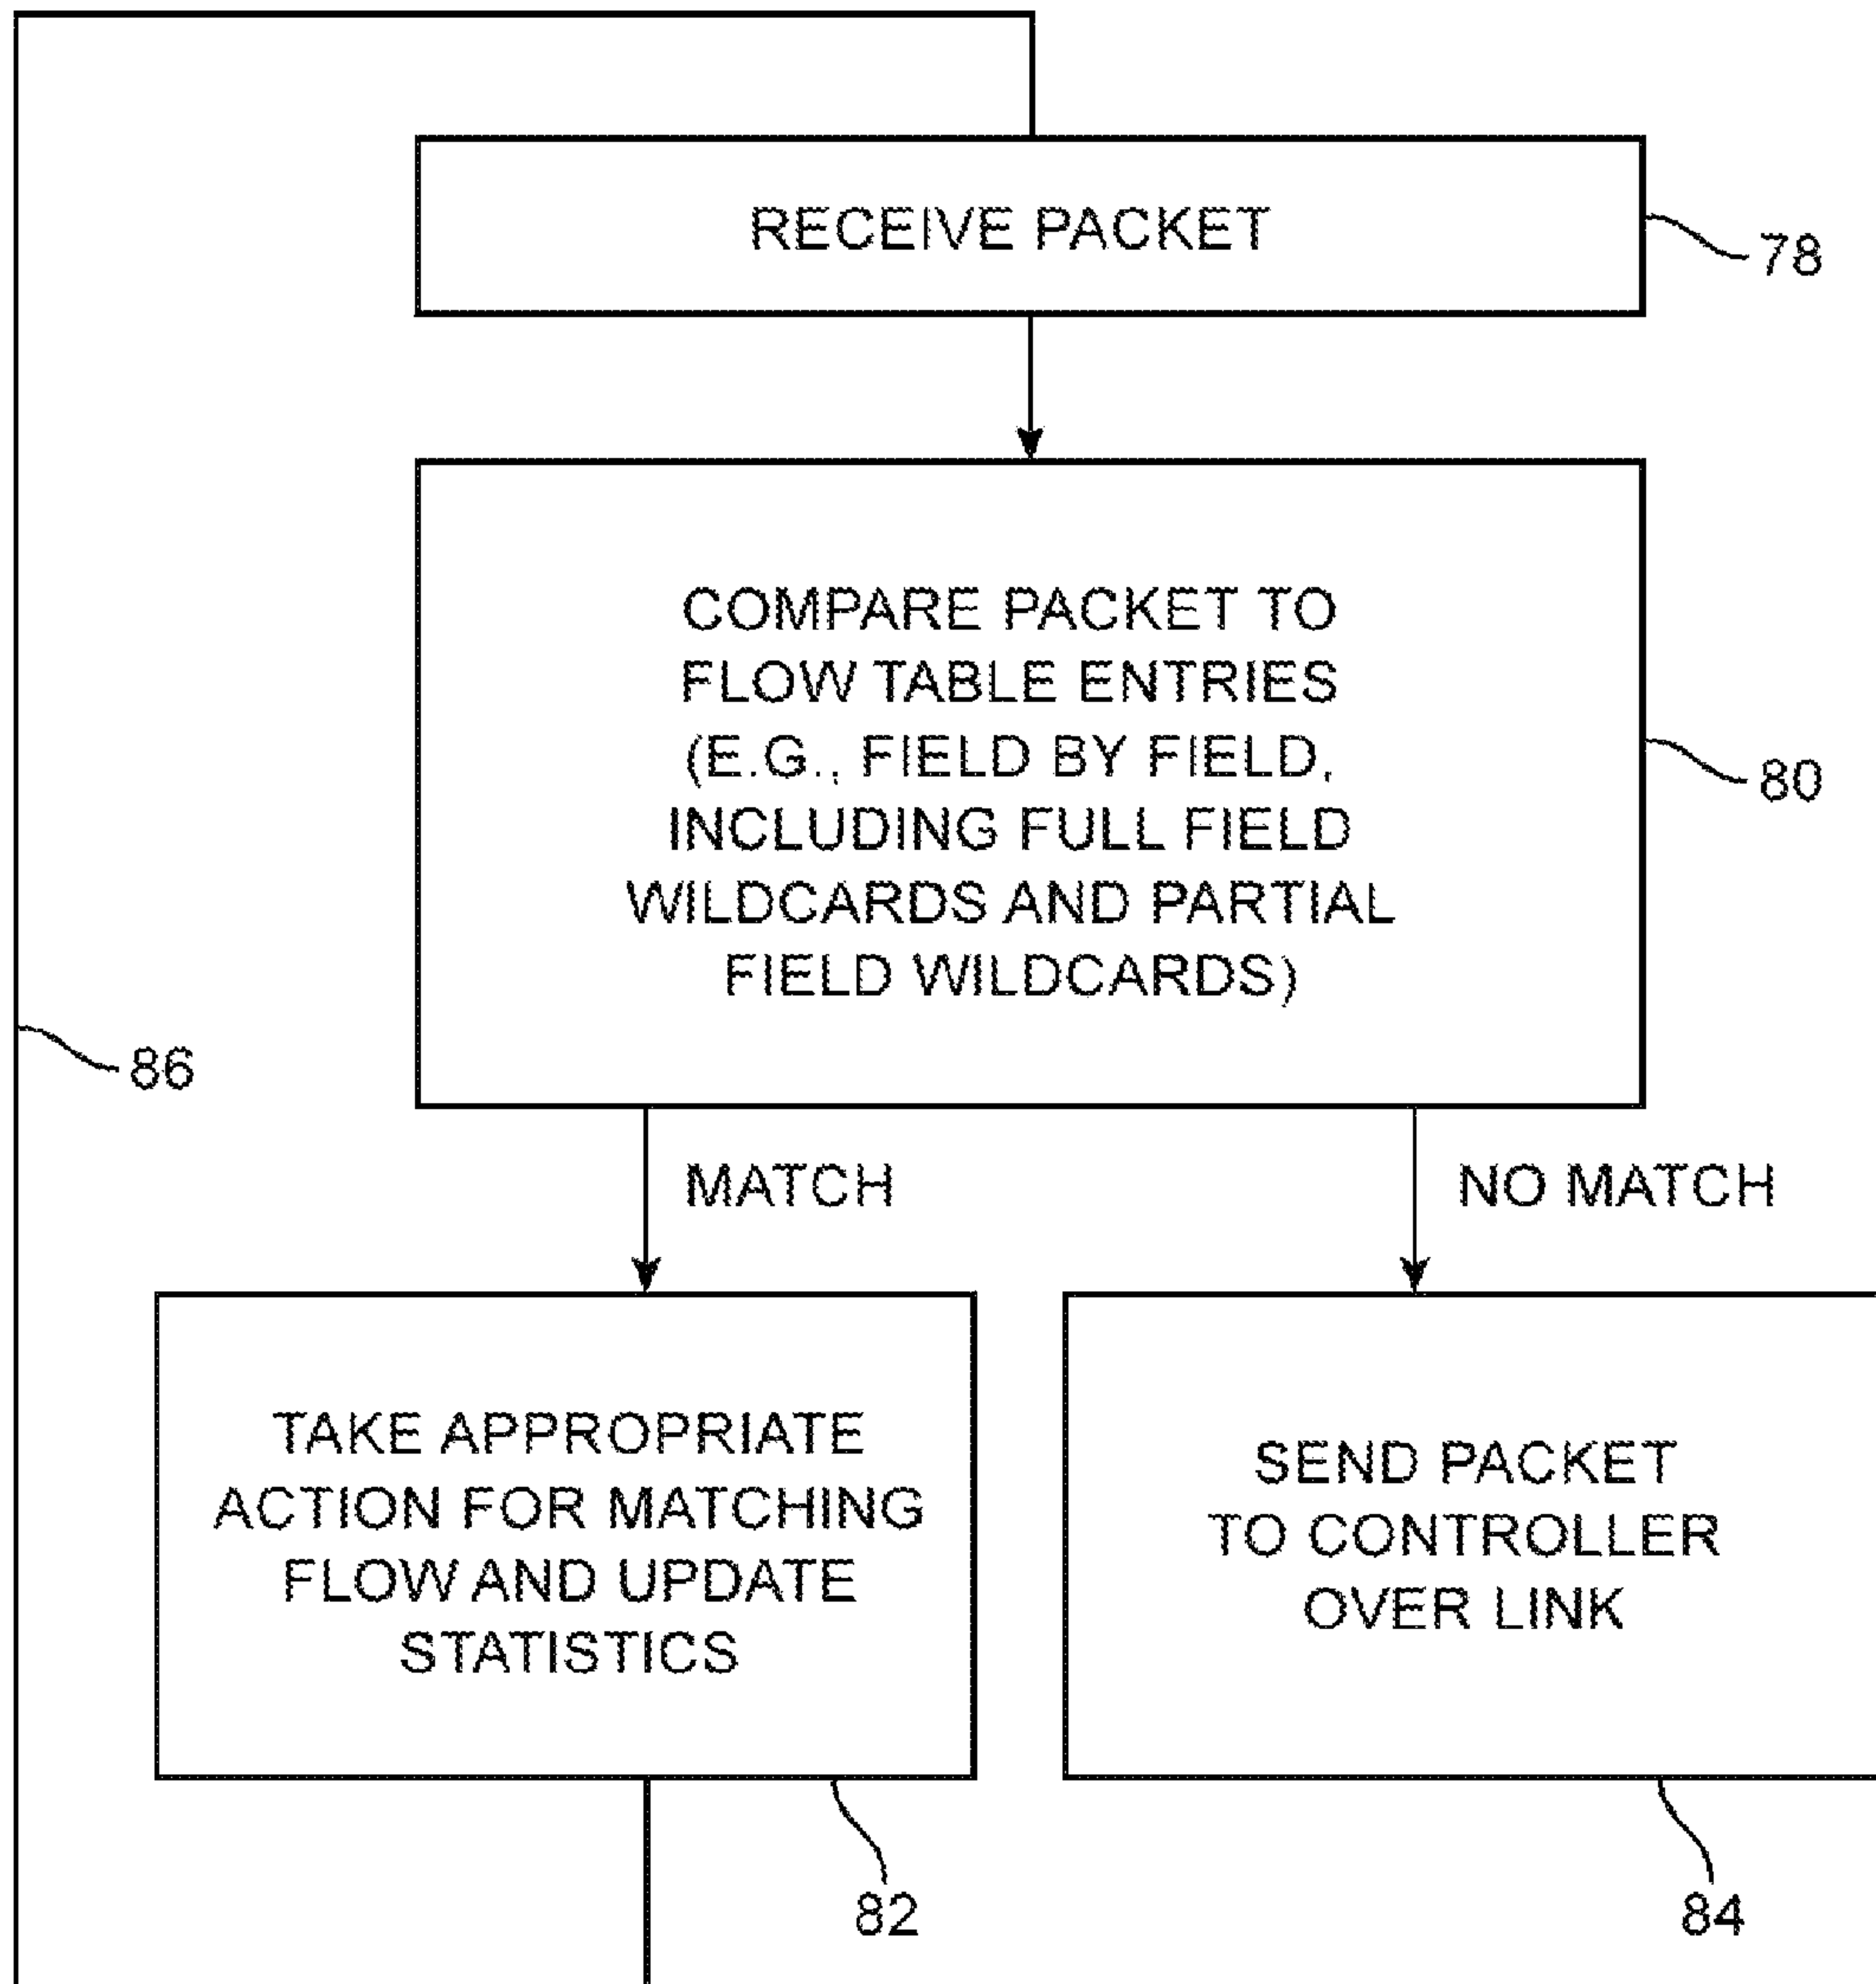 RECEIVE PACKET
78
COMPARE PACKET TO
FLOW TABLE ENTRIES
(E.G., FIELD BY FIELD,
INCLUDING FULL FIELD
WILDCARDS AND PARTIAL
FIELD WILDCARDS)
80
86
MATCH
NO MATCH
TAKE APPROPRIATE
ACTION FOR MATCHING
FLOW AND UPDATE
STATISTICS
82
SEND PACKET
TO CONTROLLER
OVER LINK
84